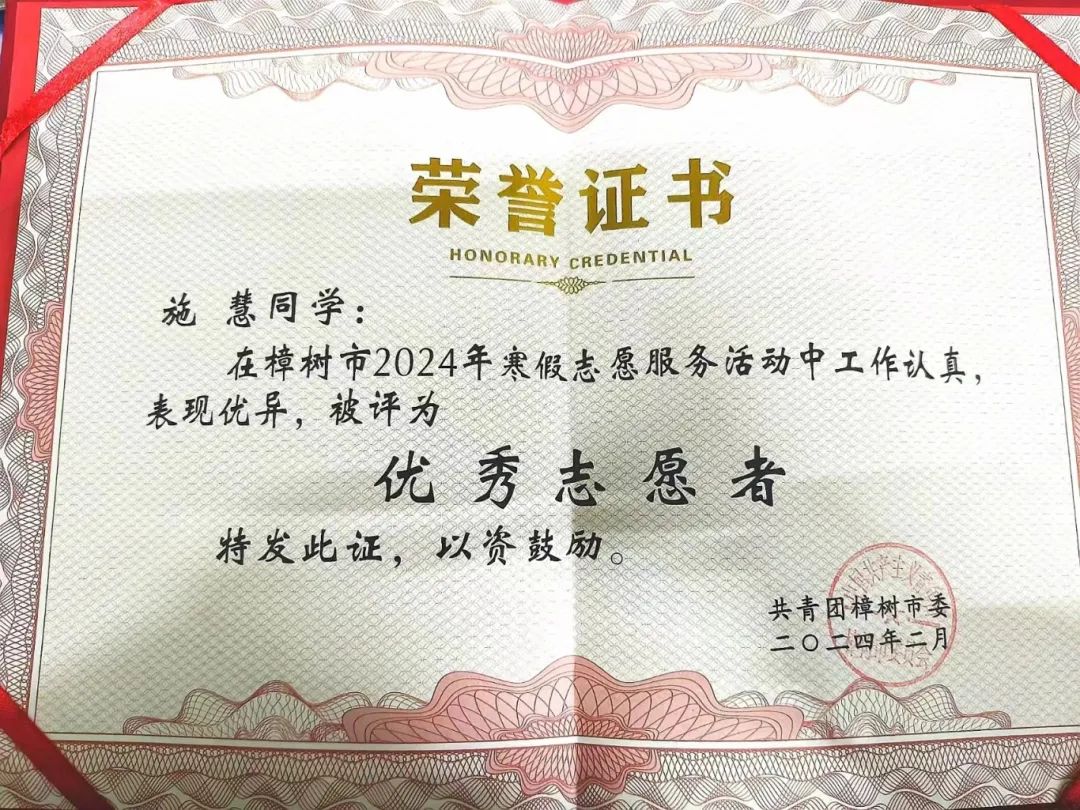 荣誉证书
HONORARY CREDENTIAL
施 慧同学：
在樟树市2024年寒假志愿服务活动中工作认真，
表现优异，被评为
优秀志愿者
特发此证，以资鼓励。
共青团樟树市委
二〇二四年二月